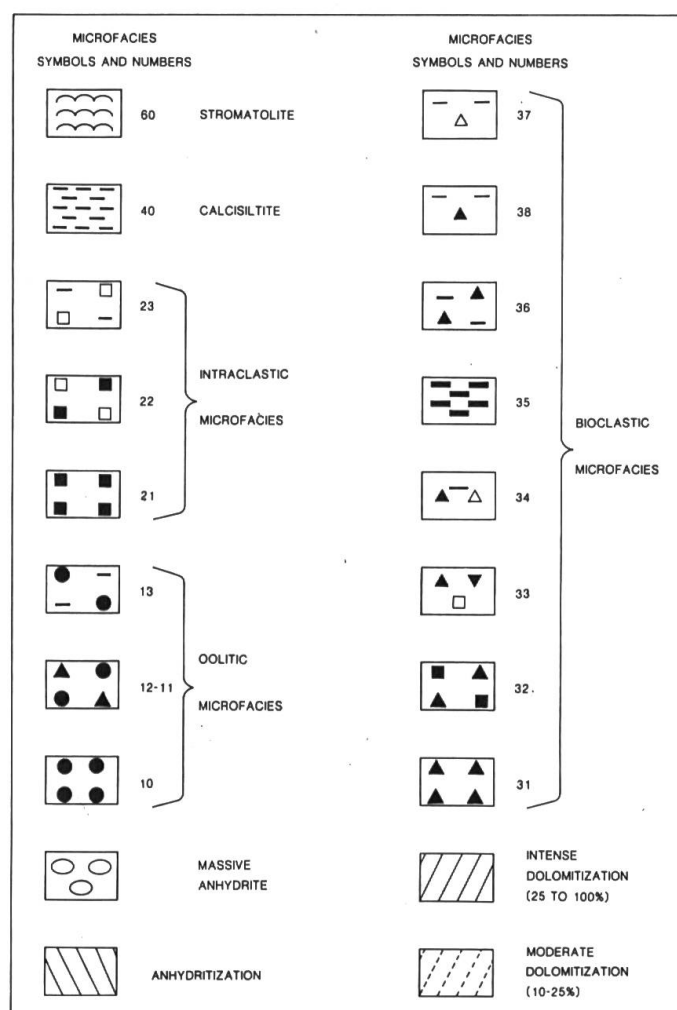 MICROFACIES
SYMBOLS AND NUMBERS
60 STROMATOLITE
40 CALCISILTITE
23
INTRACLASTIC
22
MICROFACIES
21
13
OOLITIC
12-11
MICROFACIES
10
MASSIVE
ANHYDRITE
ANHYDRITIZATION
MICROFACIES
SYMBOLS AND NUMBERS
37
38
36
35
BIOCLASTIC
MICROFACIES
34
33
32.
31
INTENSE
DOLOMITIZATION
(25 TO 100%)
MODERATE
DOLOMITIZATION
(10-25%)